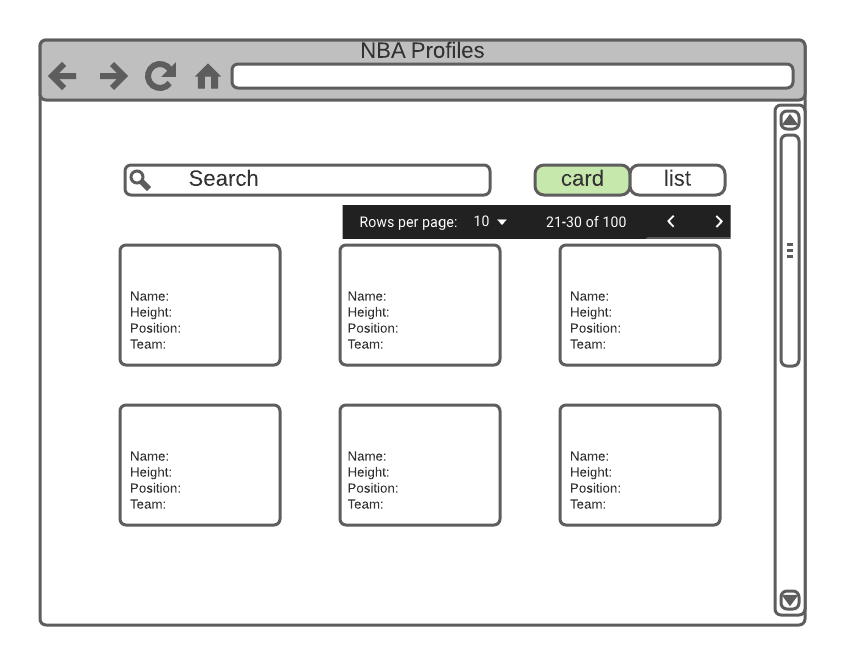 NBA Profiles
Search
card
list
Rows per page: 10 21-30 of 100
Name:
Height:
Position:
Team:
Name:
Height:
Position:
Team:
Name:
Height:
Position:
Team:
Name:
Height:
Position:
Team:
Name:
Height:
Position:
Team:
Name:
Height:
Position:
Team: